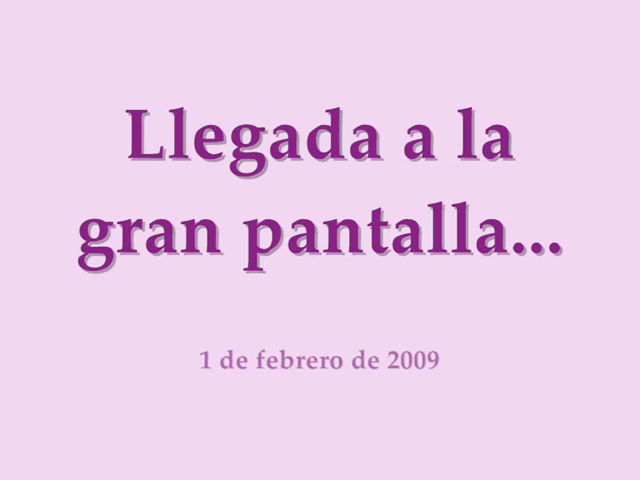 Llegada a la
gran pantalla...
1 de febrero de 2009